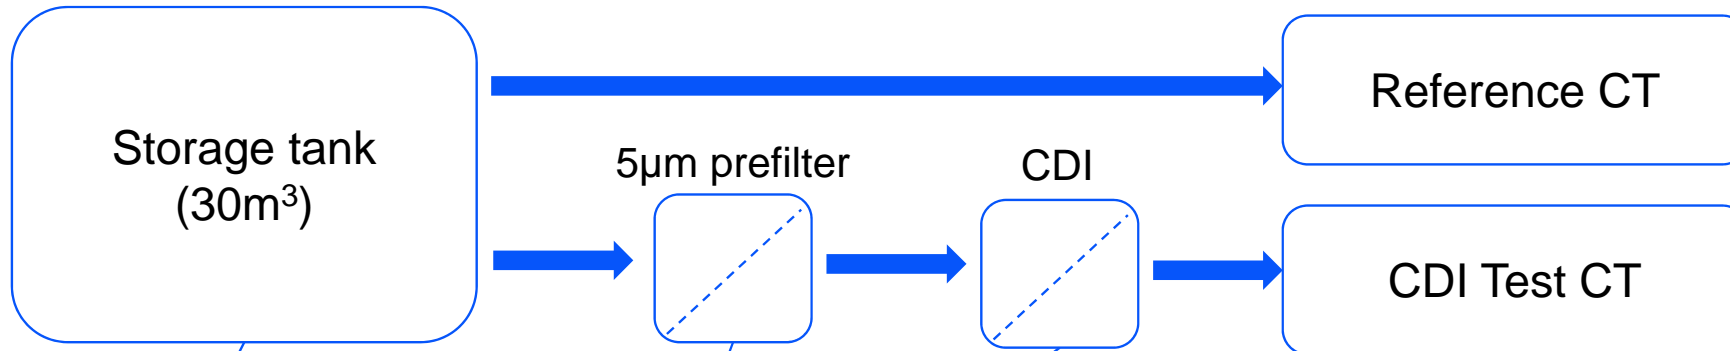 Storage tank
(30m³)
5µm prefilter
CDI
Reference CT
CDI Test CT